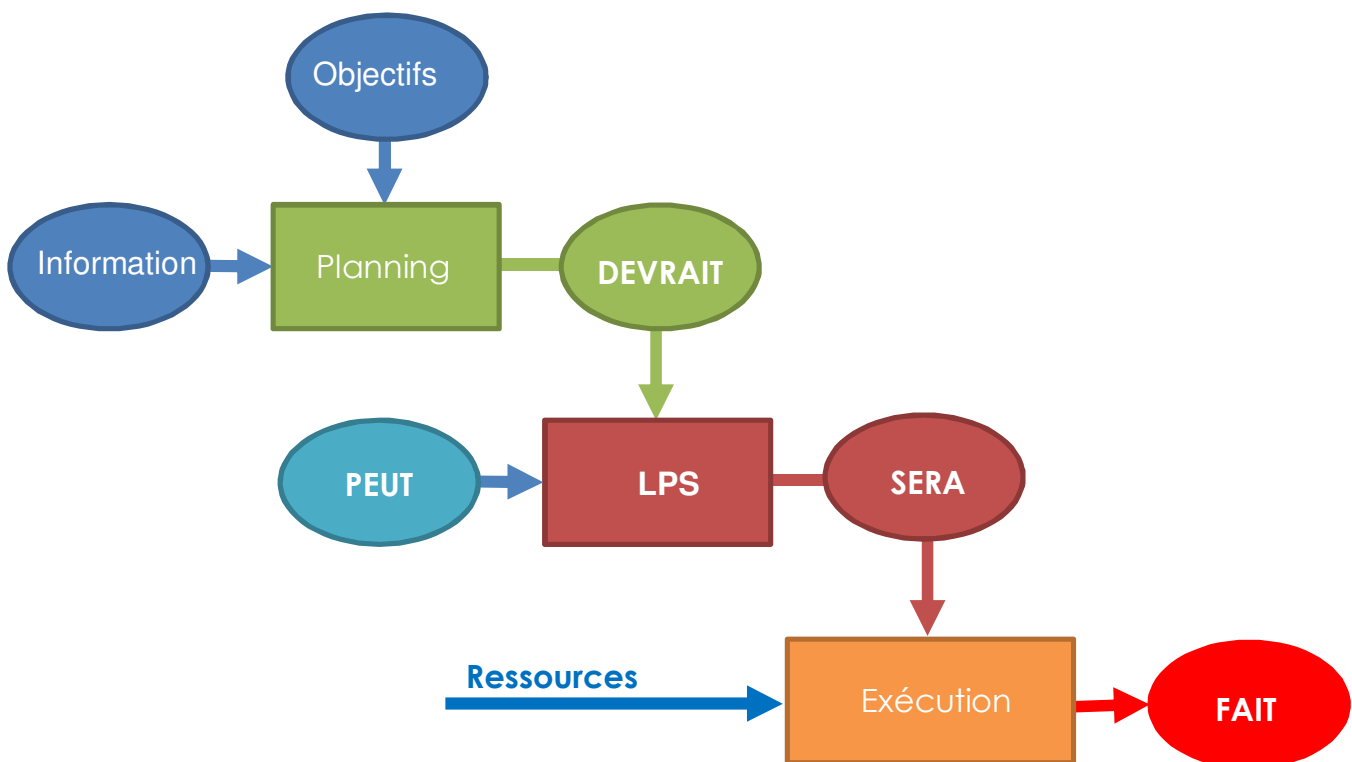 Objectifs
Information
Planning
DEVRAIT
PEUT
LPS
SERA
Ressources
Exécution
FAIT